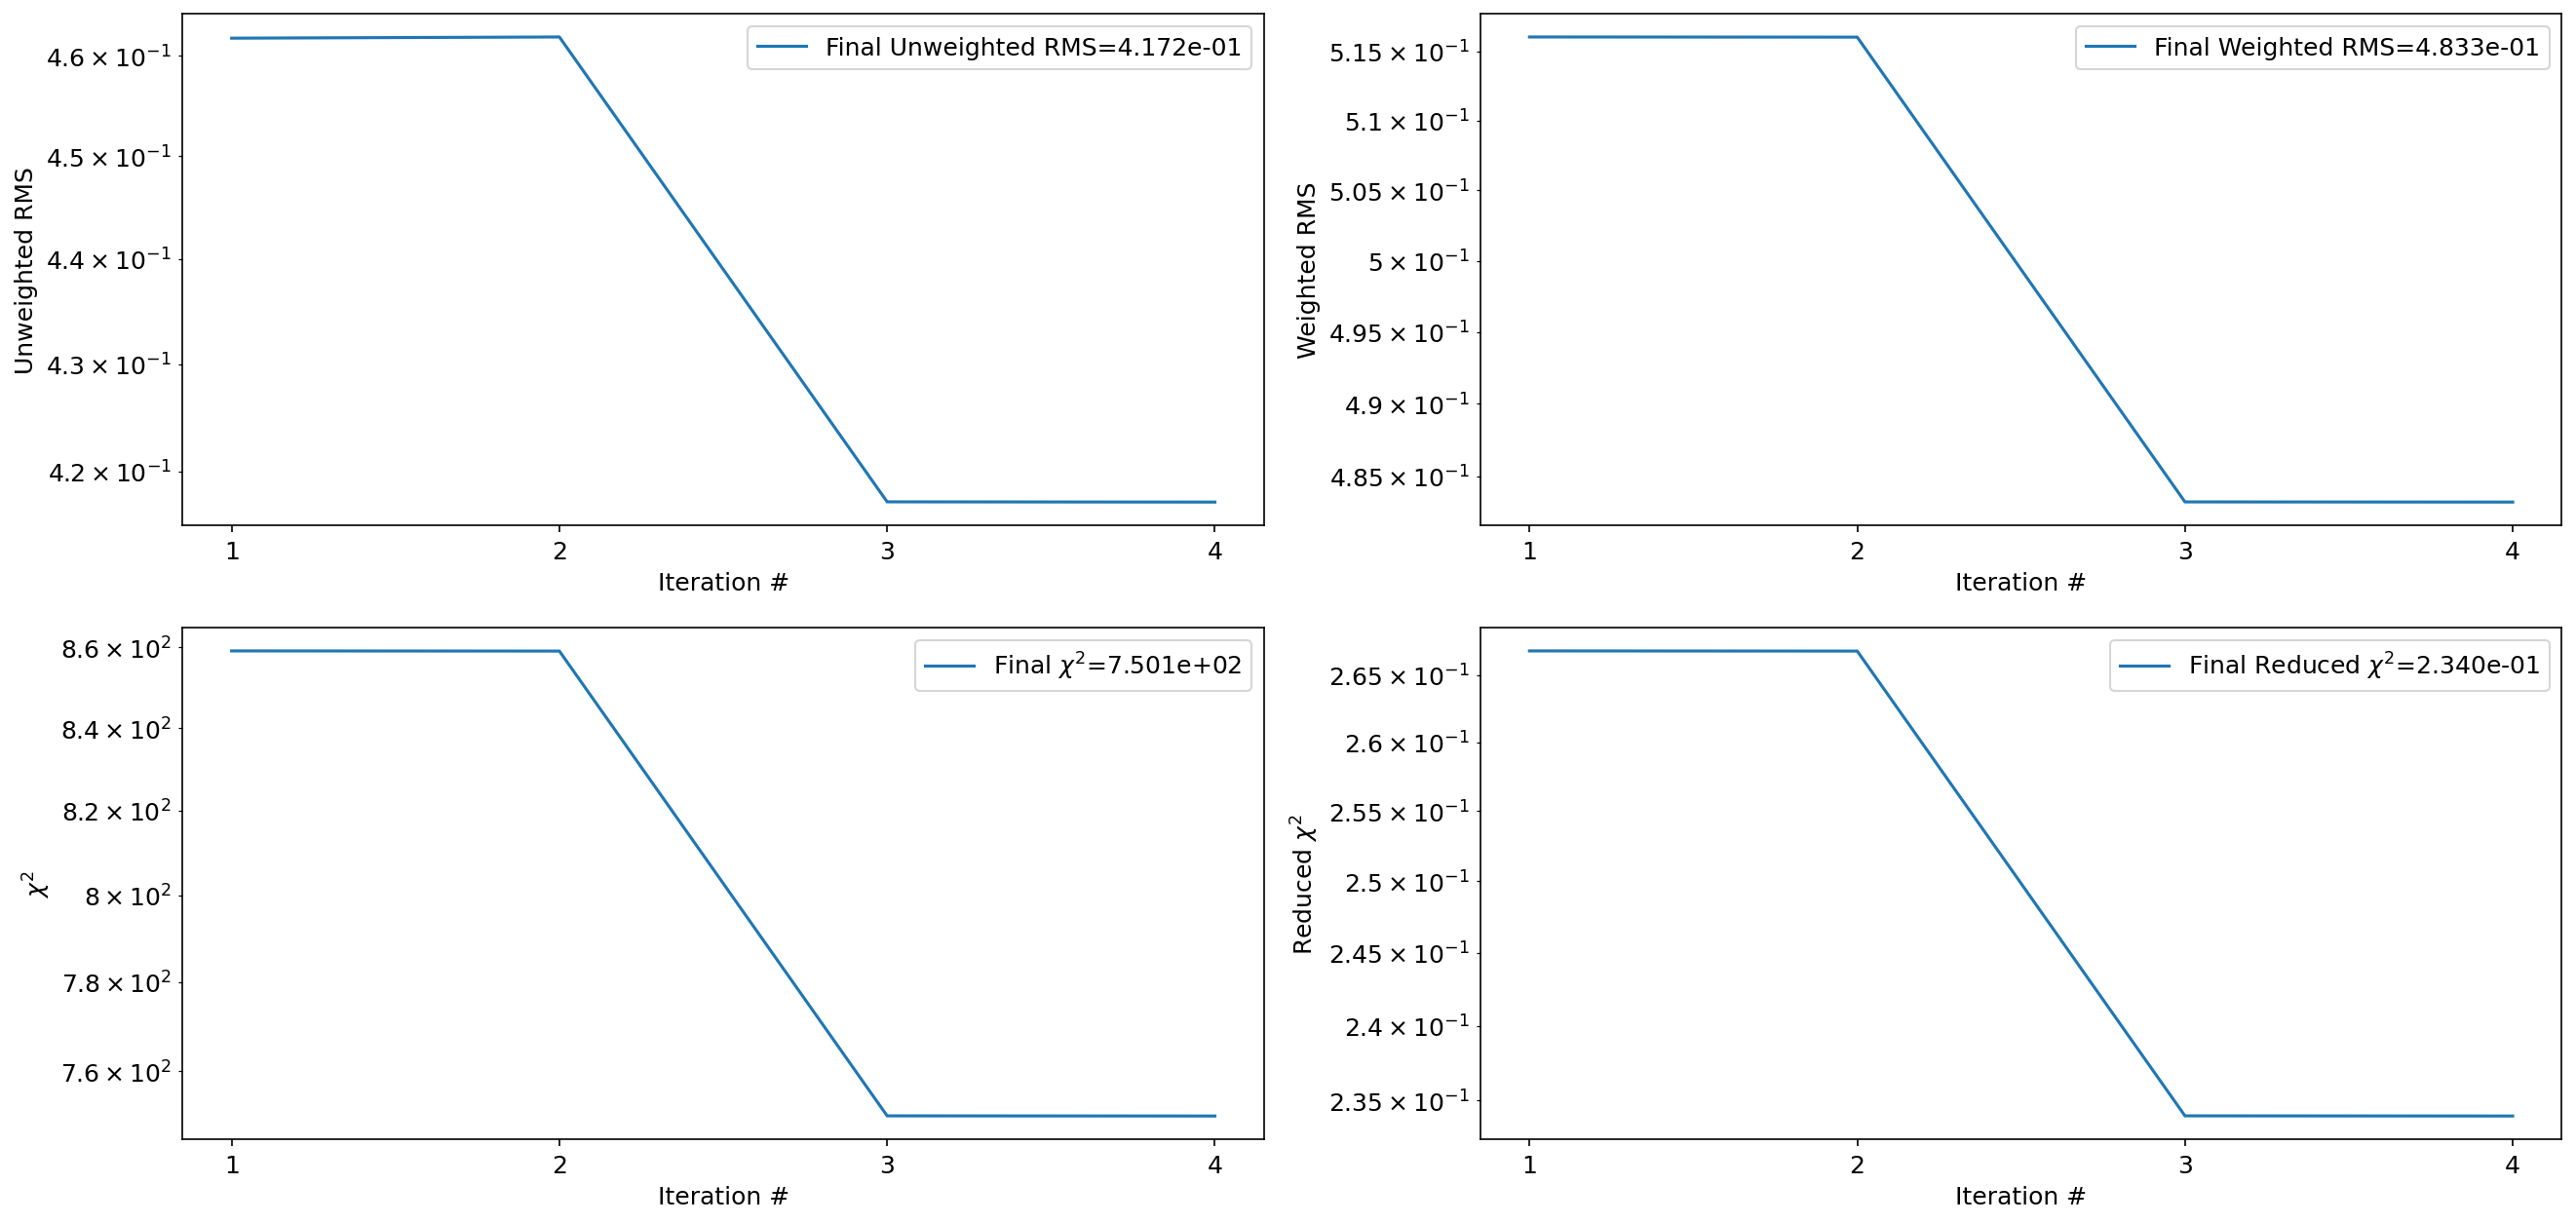 Final Unweighted RMS=4.172e-01
4.6 × 10⁻¹
4.5 × 10⁻¹
4.4 × 10⁻¹
4.3 × 10⁻¹
4.2 × 10⁻¹
Unweighted RMS
1 2 3 4
Iteration #
Final Weighted RMS=4.833e-01
5.15 × 10⁻¹
5.1 × 10⁻¹
5.05 × 10⁻¹
5 × 10⁻¹
4.95 × 10⁻¹
4.9 × 10⁻¹
4.85 × 10⁻¹
Weighted RMS
1 2 3 4
Iteration #
Final χ²=7.501e+02
8.6 × 10²
8.4 × 10²
8.2 × 10²
8 × 10²
7.8 × 10²
7.6 × 10²
χ²
1 2 3 4
Iteration #
Final Reduced χ²=2.340e-01
2.65 × 10⁻¹
2.6 × 10⁻¹
2.55 × 10⁻¹
2.5 × 10⁻¹
2.45 × 10⁻¹
2.4 × 10⁻¹
2.35 × 10⁻¹
Reduced χ²
1 2 3 4
Iteration #